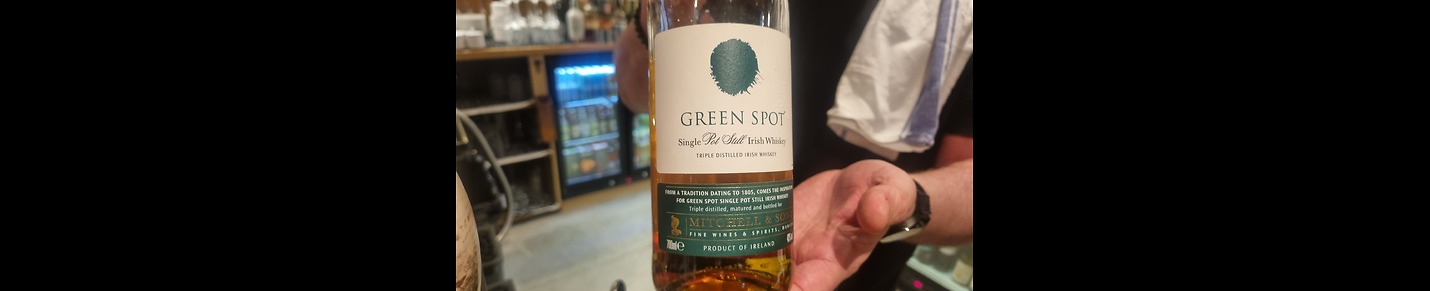 GREEN SPOT
Single Pot Still Irish Whiskey
TRIPLE DISTILLED IRISH WHISKEY
FROM A TRADITION DATING TO 1805, COMES THE INSPIRATION
FOR GREEN SPOT SINGLE POT STILL IRISH WHISKEY
Triple distilled, matured and bottled for
MITCHELL & SON
FINE WINES & SPIRITS,
700ml e PRODUCT OF IRELAND